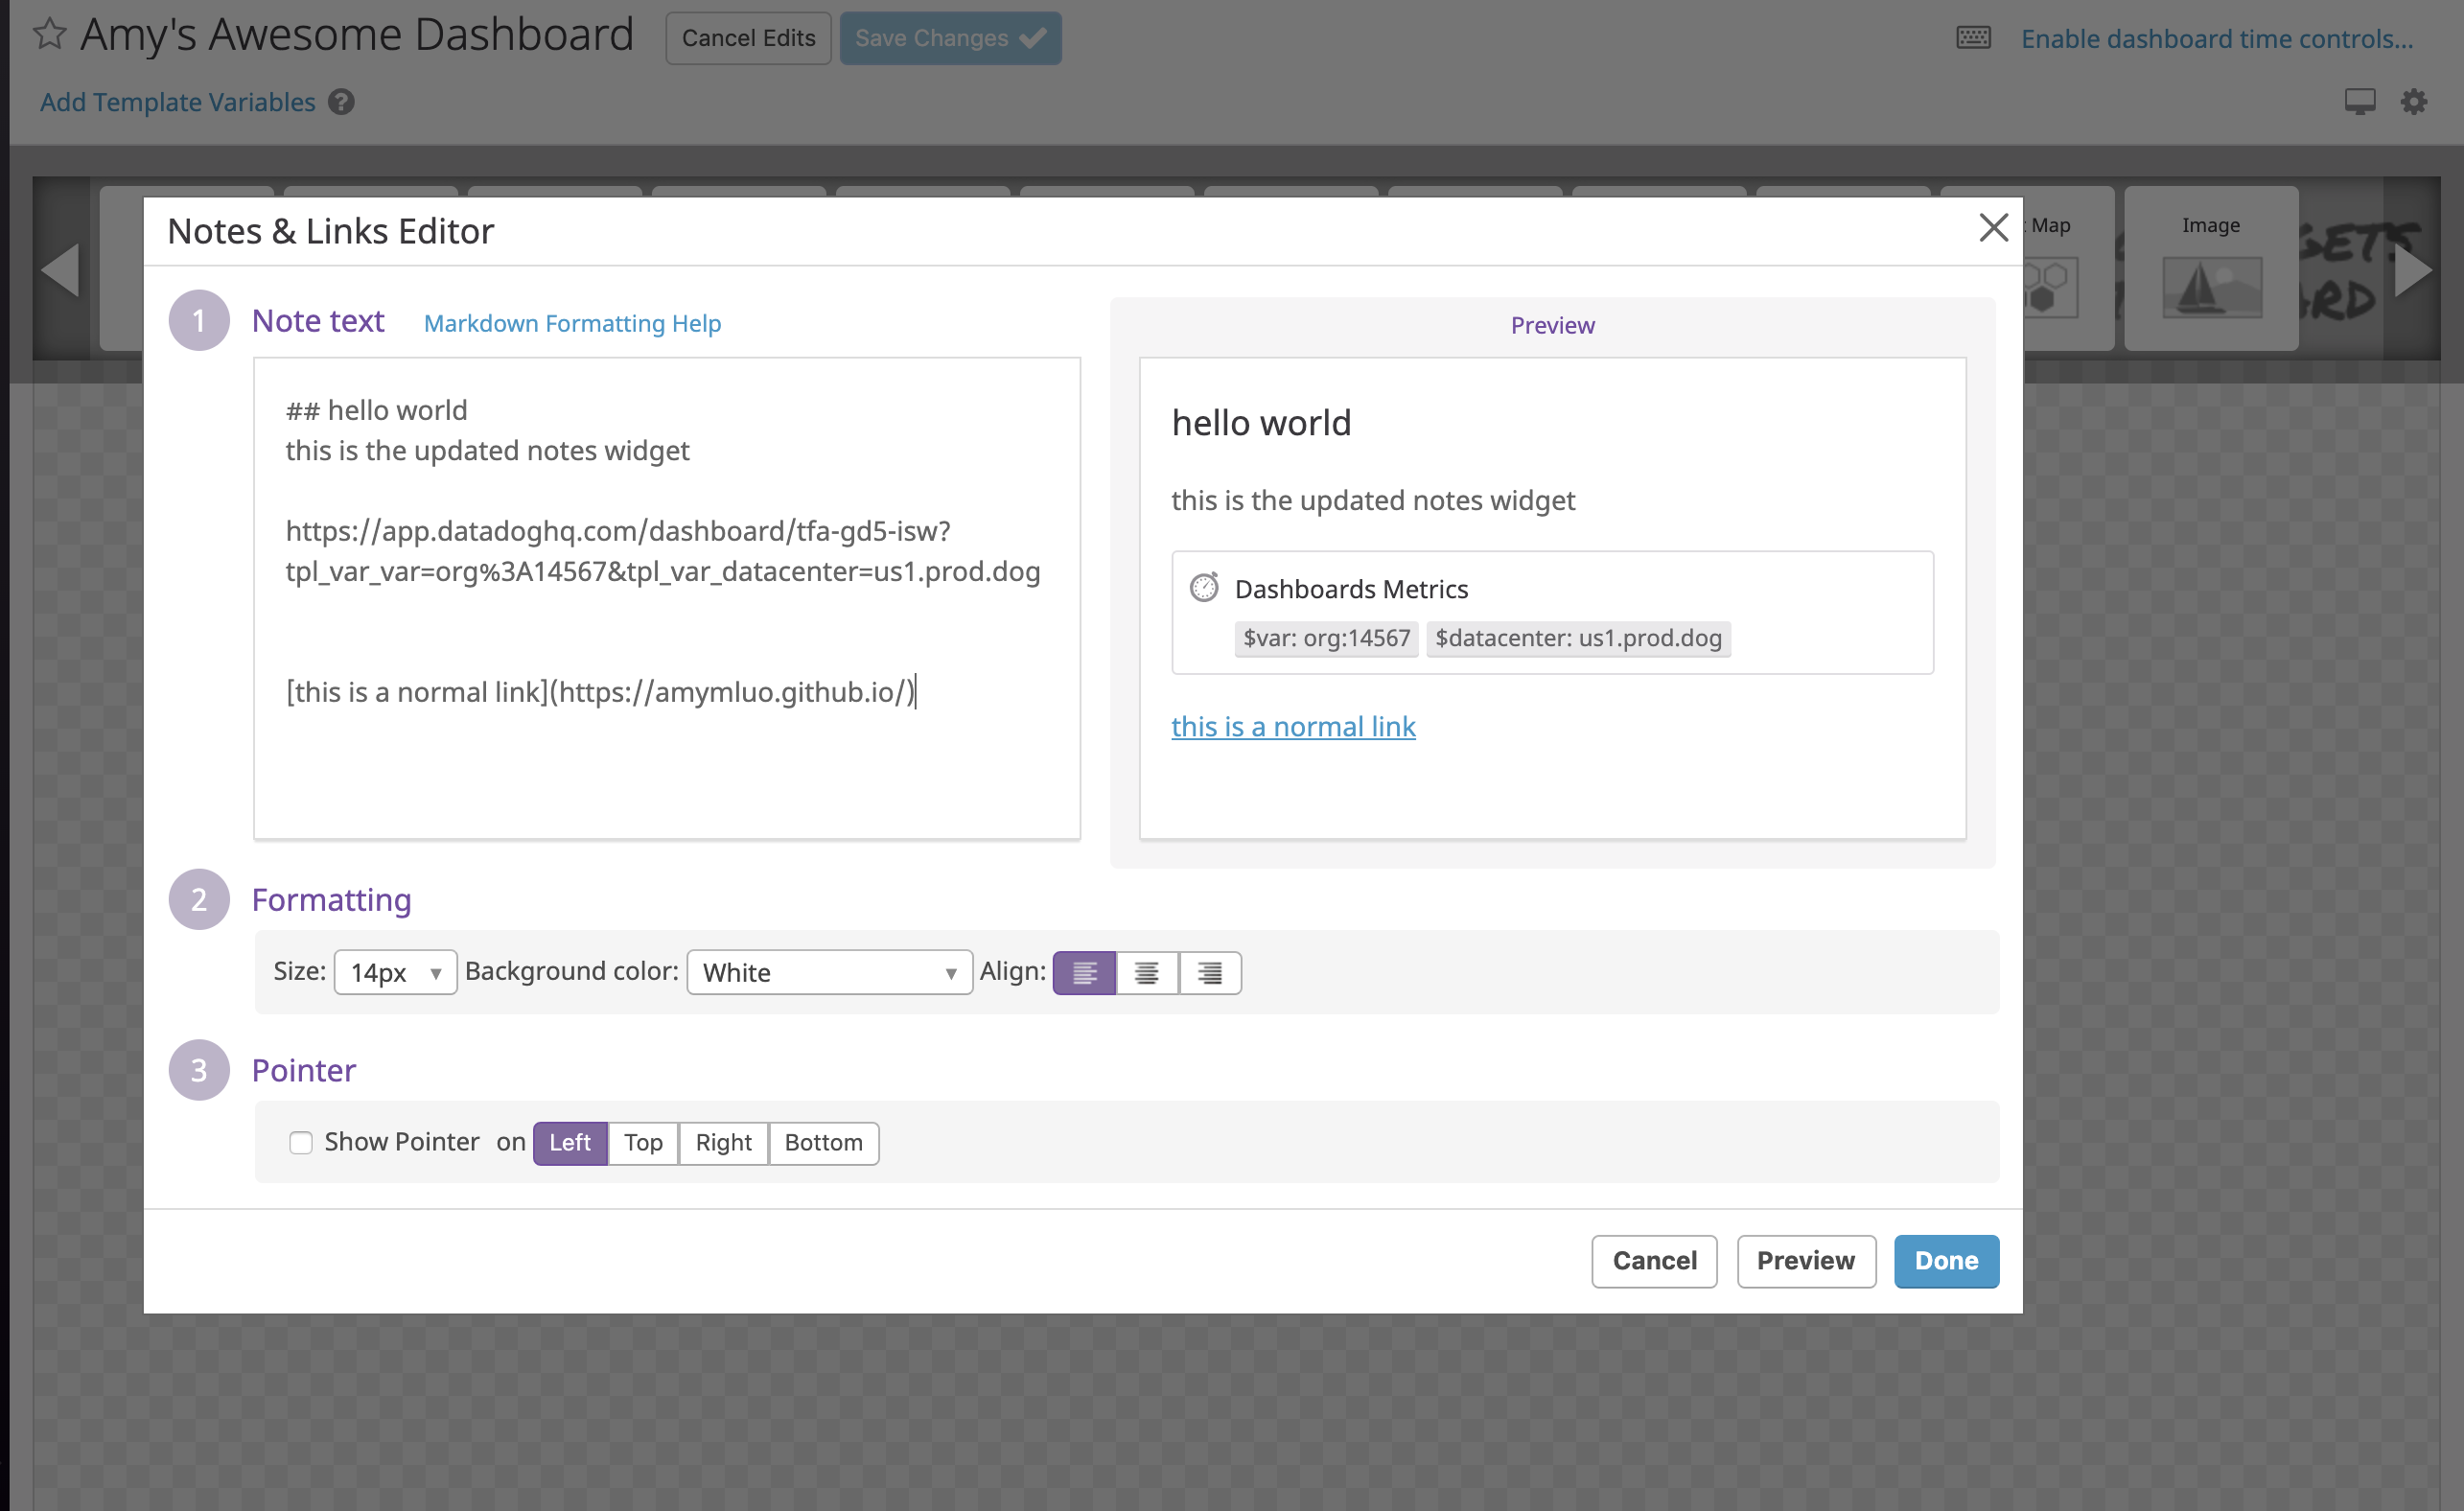 Amy's Awesome Dashboard
Cancel Edits
Save Changes
Enable dashboard time controls...
Add Template Variables ?
Map
Image
Notes & Links Editor
1
Note text
Markdown Formatting Help
## hello world
this is the updated notes widget
https://app.datadoghq.com/dashboard/tfa-gd5-isw?
tpl_var_var=org%3A14567&tpl_var_datacenter=us1.prod.dog
[this is a normal link](https://amymluo.github.io/)
Preview
hello world
this is the updated notes widget
Dashboards Metrics
$var: org:14567 $datacenter: us1.prod.dog
this is a normal link
2
Formatting
Size: 14px Background color: White Align:
3
Pointer
Show Pointer on Left Top Right Bottom
Cancel Preview Done